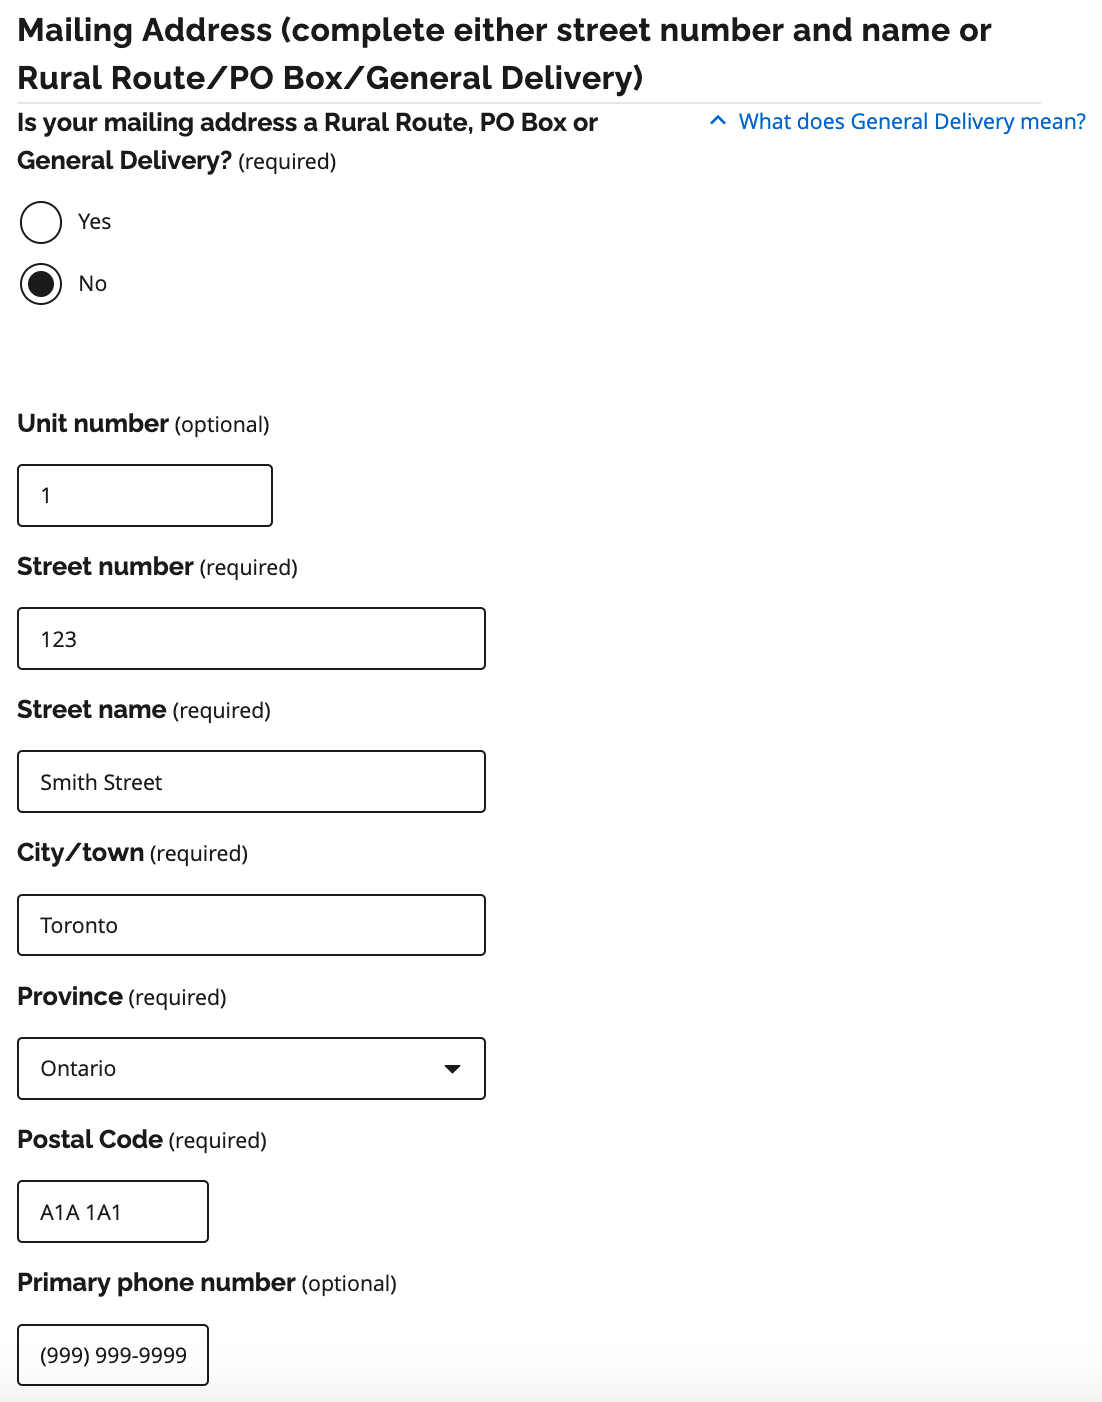 Mailing Address (complete either street number and name or
Rural Route/PO Box/General Delivery)
Is your mailing address a Rural Route, PO Box or
General Delivery? (required)
What does General Delivery mean?
Yes
No
Unit number (optional)
1
Street number (required)
123
Street name (required)
Smith Street
City/town (required)
Toronto
Province (required)
Ontario
Postal Code (required)
A1A 1A1
Primary phone number (optional)
(999) 999-9999